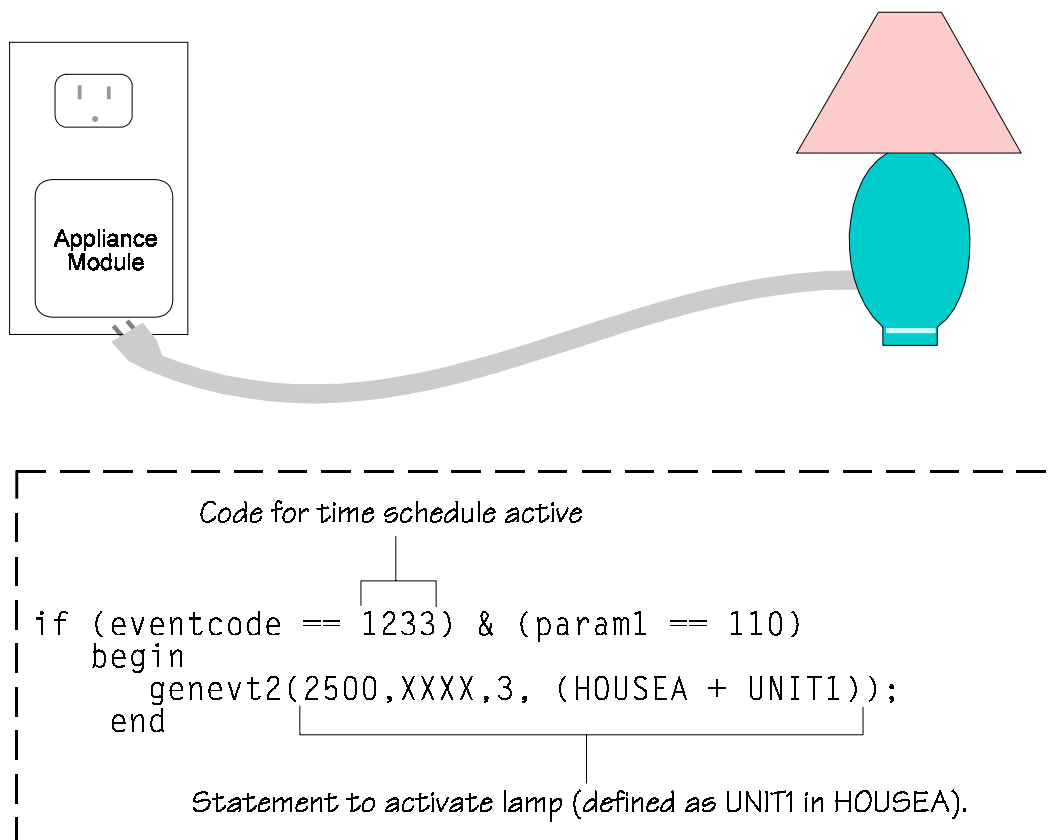 Appliance
Module
Code for time schedule active
if (eventcode == 1233) & (param1 == 110)
begin
genevt2(2500,XXXX,3, (HOUSEA + UNIT1));
end
Statement to activate lamp (defined as UNIT1 in HOUSEA).